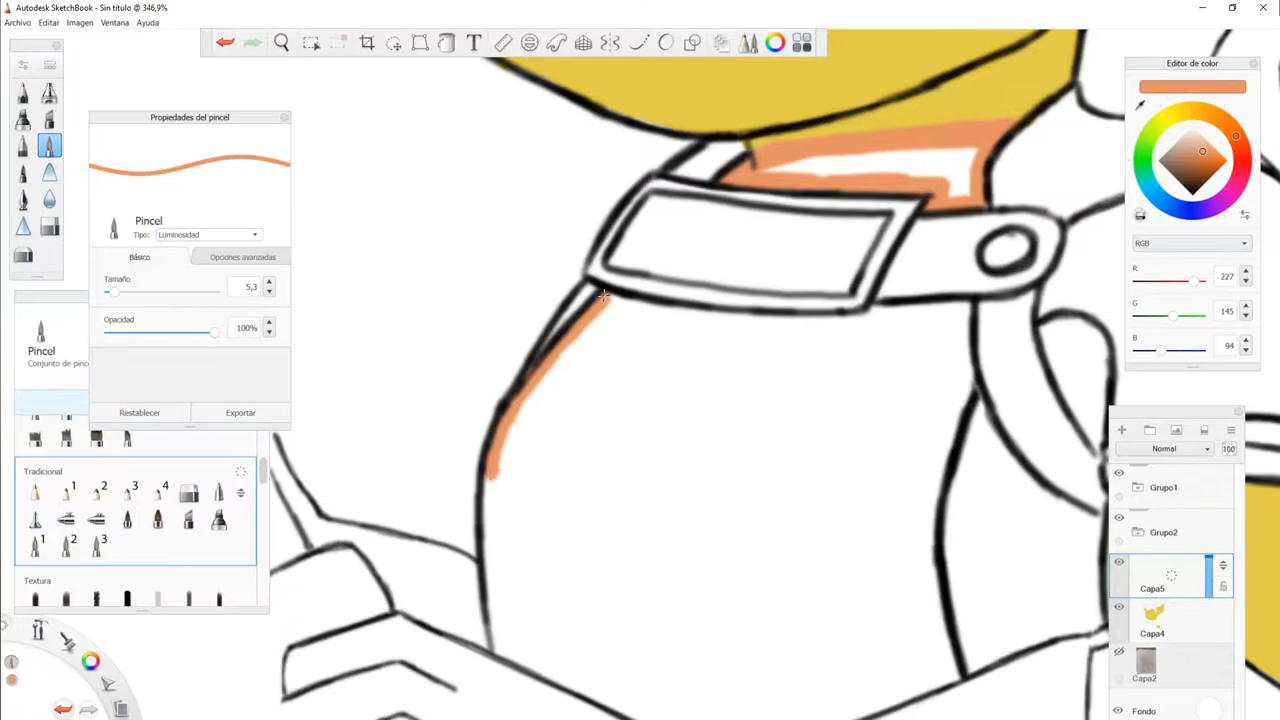 Autodesk SketchBook - Sin título @ 346,9%
Archivo Editar Imagen Ventana Ayuda
Propiedades del pincel
Pincel
Tipo: Luminosidad
Básico Opciones avanzadas
Tamaño
5,3
Opacidad
100%
Restablecer Exportar
Pincel
Conjunto de pinc
Tradicional
1 2 3 4
1 2 3
Textura
Editor de color
RGB
R 227
G 145
B 94
Normal 100
Grupo1
Grupo2
Capa5
Capa4
Capa2
Fondo